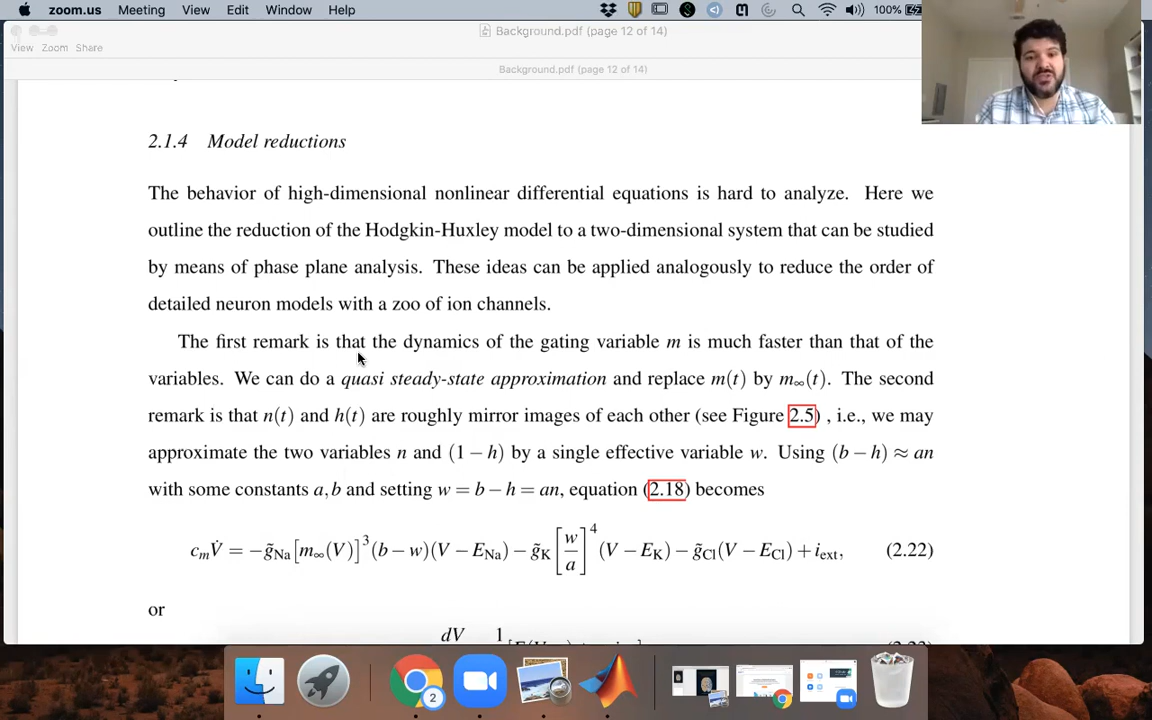 zoom.us Meeting View Edit Window Help 100%
Background.pdf (page 12 of 14)
View Zoom Share
Background.pdf (page 12 of 14)
2.1.4 Model reductions
The behavior of high-dimensional nonlinear differential equations is hard to analyze. Here we
outline the reduction of the Hodgkin-Huxley model to a two-dimensional system that can be studied
by means of phase plane analysis. These ideas can be applied analogously to reduce the order of
detailed neuron models with a zoo of ion channels.
The first remark is that the dynamics of the gating variable m is much faster than that of the
variables. We can do a quasi steady-state approximation and replace m(t) by m∞(t). The second
remark is that n(t) and h(t) are roughly mirror images of each other (see Figure 2.5) , i.e., we may
approximate the two variables n and (1 − h) by a single effective variable w. Using (b − h) ≈ an
with some constants a,b and setting w = b − h = an, equation (2.18) becomes
c_m V̇ = −g̃_Na[m∞(V)]^3(b − w)(V − E_Na) − g̃_K[w/a]^4(V − E_K) − g̃_Cl(V − E_Cl) + i_ext, (2.22)
or
dV 1
2